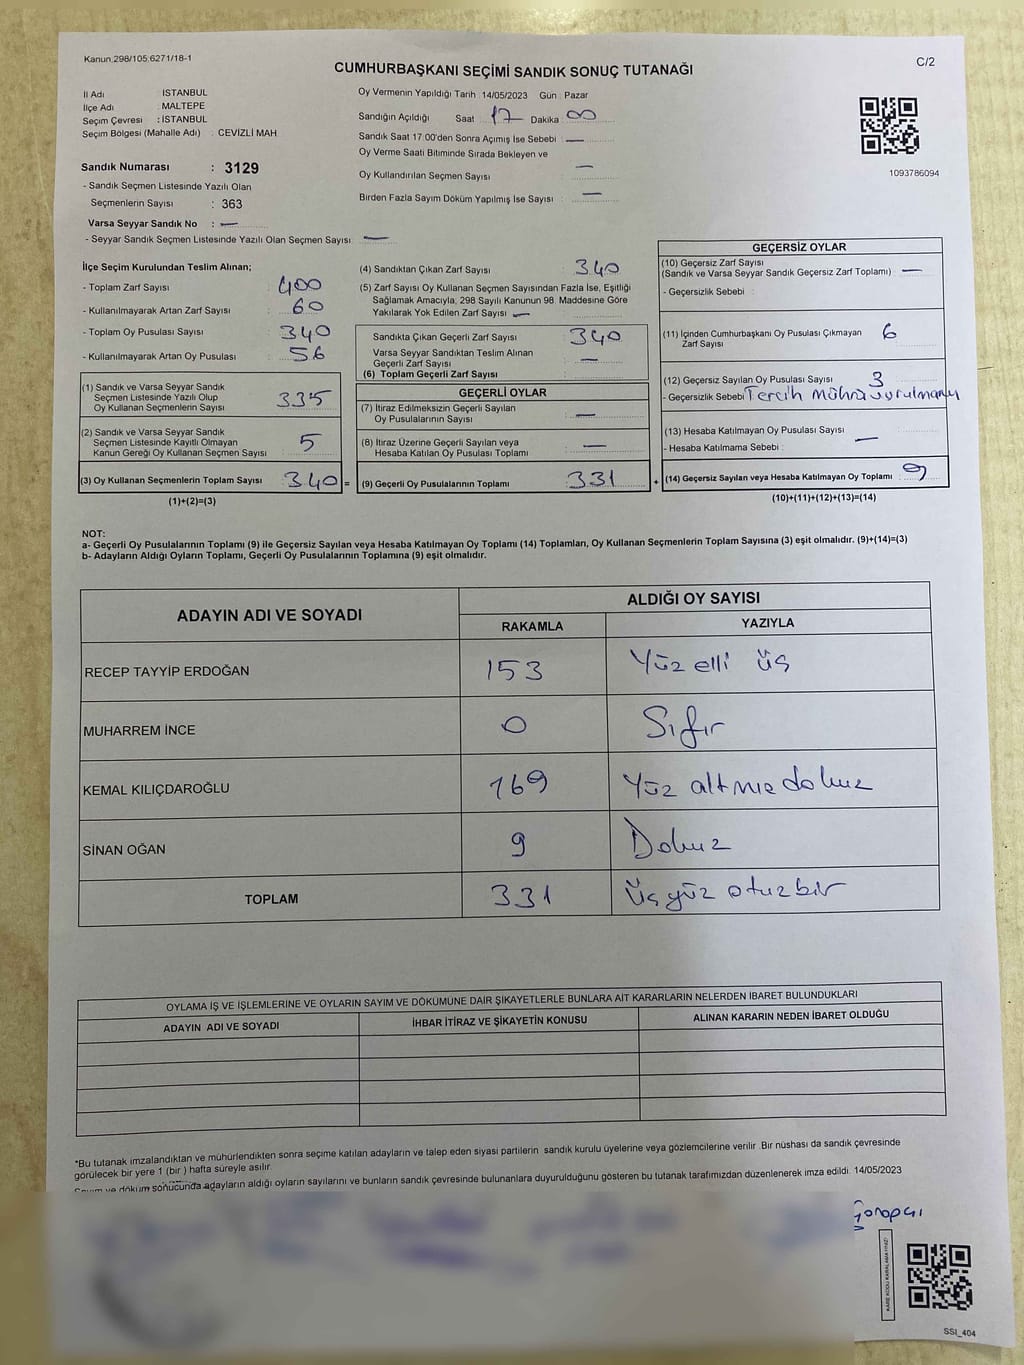 Kanun 298/105 6271/18-1
CUMHURBAŞKANI SEÇİMİ SANDIK SONUÇ TUTANAĞI
C/2
İl Adı : İSTANBUL
İlçe Adı : MALTEPE
Seçim Çevresi : İSTANBUL
Seçim Bölgesi (Mahalle Adı) : CEVİZLİ MAH
Sandık Numarası : 3129
- Sandık Seçmen Listesinde Yazılı Olan
Seçmenlerin Sayısı : 363
Varsa Seyyar Sandık No : —
- Seyyar Sandık Seçmen Listesinde Yazılı Olan Seçmen Sayısı : —
Oy Vermenin Yapıldığı Tarih : 14/05/2023 Gün : Pazar
Sandığın Açıldığı Saat : 17 Dakika : 00
Sandık Saat 17:00'den Sonra Açımış İse Sebebi : —
Oy Verme Saati Bitiminde Sırada Bekleyen ve
Oy Kullandırılan Seçmen Sayısı : —
Birden Fazla Sayım Döküm Yapılmış İse Sayısı : —
1093786094
İlçe Seçim Kurulundan Teslim Alınan;
- Toplam Zarf Sayısı : 400
- Kullanılmayarak Artan Zarf Sayısı : 60
- Toplam Oy Pusulası Sayısı : 340
- Kullanılmayarak Artan Oy Pusulası : 56
(1) Sandık ve Varsa Seyyar Sandık
Seçmen Listesinde Yazılı Olup
Oy Kullanan Seçmenlerin Sayısı : 335
(2) Sandık ve Varsa Seyyar Sandık
Seçmen Listesinde Kayıtlı Olmayan
Kanun Gereği Oy Kullanan Seçmen Sayısı : 5
(3) Oy Kullanan Seçmenlerin Toplam Sayısı : 340 =
(1)+(2)=(3)
(4) Sandıktan Çıkan Zarf Sayısı : 340
(5) Zarf Sayısı Oy Kullanan Seçmen Sayısından Fazla İse, Eşitliği
Sağlamak Amacıyla, 298 Sayılı Kanunun 98. Maddesine Göre
Yakılarak Yok Edilen Zarf Sayısı : —
Sandıkta Çıkan Geçerli Zarf Sayısı : 340
Varsa Seyyar Sandıktan Teslim Alınan
Geçerli Zarf Sayısı : —
(6) Toplam Geçerli Zarf Sayısı :
GEÇERLİ OYLAR
(7) İtiraz Edilmeksizin Geçerli Sayılan
Oy Pusulalarının Sayısı : —
(8) İtiraz Üzerine Geçerli Sayılan veya
Hesaba Katılan Oy Pusulası Toplamı : —
(9) Geçerli Oy Pusulalarının Toplamı : 331 +
GEÇERSİZ OYLAR
(10) Geçersiz Zarf Sayısı
(Sandık ve Varsa Seyyar Sandık Geçersiz Zarf Toplamı) : —
- Geçersizlik Sebebi :
(11) İçinden Cumhurbaşkanı Oy Pusulası Çıkmayan
Zarf Sayısı : 6
(12) Geçersiz Sayılan Oy Pusulası Sayısı : 3
- Geçersizlik Sebebi : Tercih Mührü vurulmamış
(13) Hesaba Katılmayan Oy Pusulası Sayısı : —
- Hesaba Katılmama Sebebi :
(14) Geçersiz Sayılan veya Hesaba Katılmayan Oy Toplamı : 9
(10)+(11)+(12)+(13)=(14)
NOT:
a- Geçerli Oy Pusulalarının Toplamı (9) ile Geçersiz Sayılan veya Hesaba Katılmayan Oy Toplamı (14) Toplamları, Oy Kullanan Seçmenlerin Toplam Sayısına (3) eşit olmalıdır. (9)+(14)=(3)
b- Adayların Aldığı Oyların Toplamı, Geçerli Oy Pusulalarının Toplamına (9) eşit olmalıdır.
ADAYIN ADI VE SOYADI ALDIĞI OY SAYISI
RAKAMLA YAZIYLA
RECEP TAYYİP ERDOĞAN 153 Yüz elli üç
MUHARREM İNCE 0 Sıfır
KEMAL KILIÇDAROĞLU 169 Yüz altmış dokuz
SİNAN OĞAN 9 Dokuz
TOPLAM 331 Üç yüz otuz bir
OYLAMA İŞ VE İŞLEMLERİNE VE OYLARIN SAYIM VE DÖKÜMÜNE DAİR ŞİKAYETLERLE BUNLARA AİT KARARLARIN NELERDEN İBARET BULUNDUKLARI
ADAYIN ADI VE SOYADI İHBAR İTİRAZ VE ŞİKAYETİN KONUSU ALINAN KARARIN NEDEN İBARET OLDUĞU
*Bu tutanak imzalandıktan ve mühürlendikten sonra seçime katılan adayların ve talep eden siyasi partilerin sandık kurulu üyelerine veya gözlemcilerine verilir. Bir nüshası da sandık çevresinde
görülecek bir yere 1 (bir) hafta süreyle asılır.
Sayım ve döküm sonucunda adayların aldığı oyların sayılarını ve bunların sandık çevresinde bulunanlara duyurulduğunu gösteren bu tutanak tarafımızdan düzenlenerek imza edildi. 14/05/2023
SSI_404